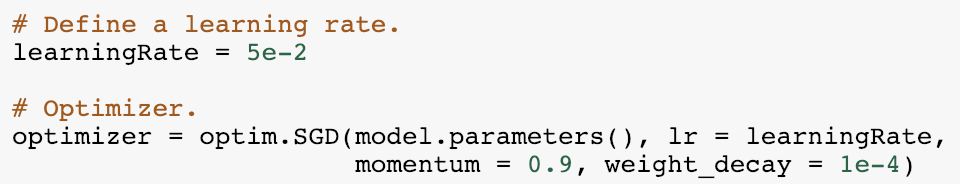 # Define a learning rate.
learningRate = 5e-2
# Optimizer.
optimizer = optim.SGD(model.parameters(), lr = learningRate,
momentum = 0.9, weight_decay = 1e-4)